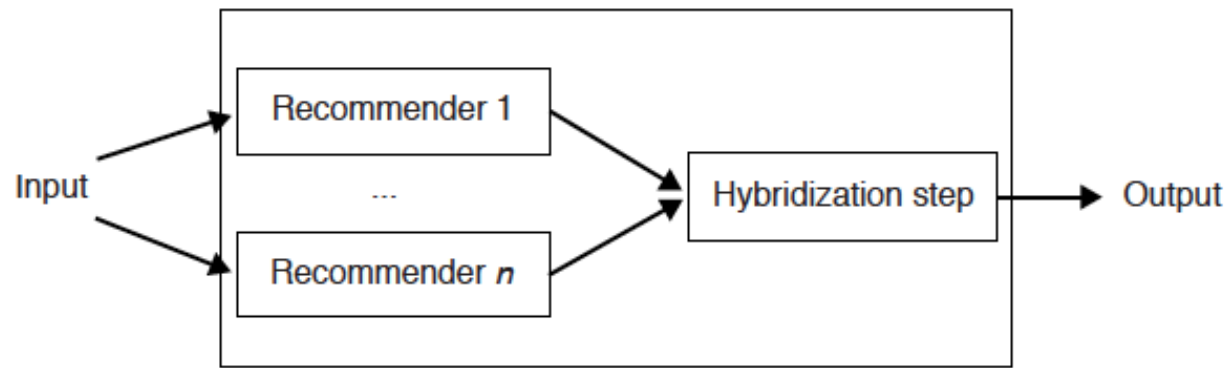 Recommender 1
Input
...
Hybridization step
Output
Recommender n